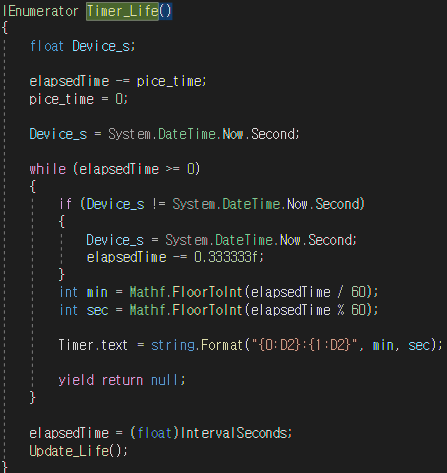 IEnumerator Timer_Life()
{
float Device_s;
elapsedTime -= pice_time;
pice_time = 0;
Device_s = System.DateTime.Now.Second;
while (elapsedTime >= 0)
{
if (Device_s != System.DateTime.Now.Second)
{
Device_s = System.DateTime.Now.Second;
elapsedTime -= 0.333333f;
}
int min = Mathf.FloorToInt(elapsedTime / 60);
int sec = Mathf.FloorToInt(elapsedTime % 60);
Timer.text = string.Format("{0:D2}:{1:D2}", min, sec);
yield return null;
}
elapsedTime = (float)IntervalSeconds;
Update_Life();
}